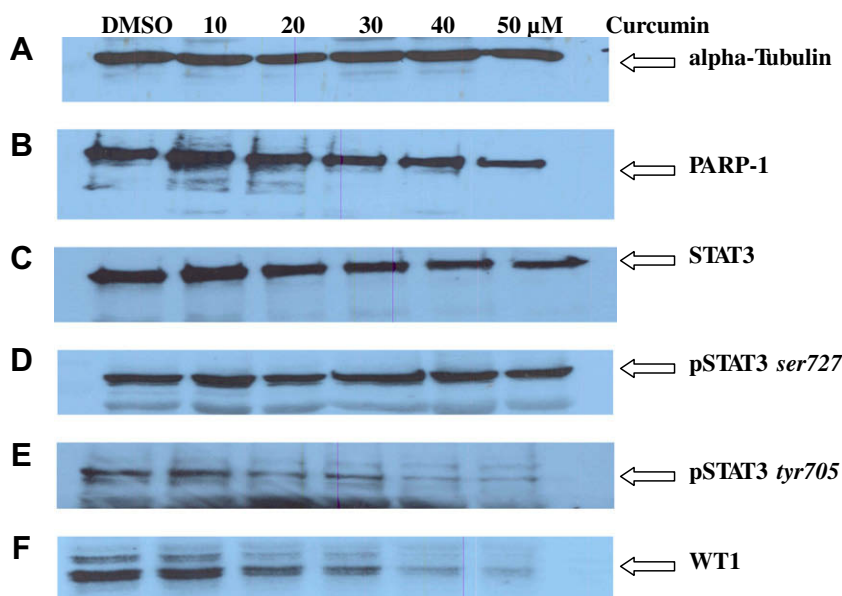 DMSO 10 20 30 40 50 µM Curcumin
A alpha-Tubulin
B PARP-1
C STAT3
D pSTAT3 ser727
E pSTAT3 tyr705
F WT1